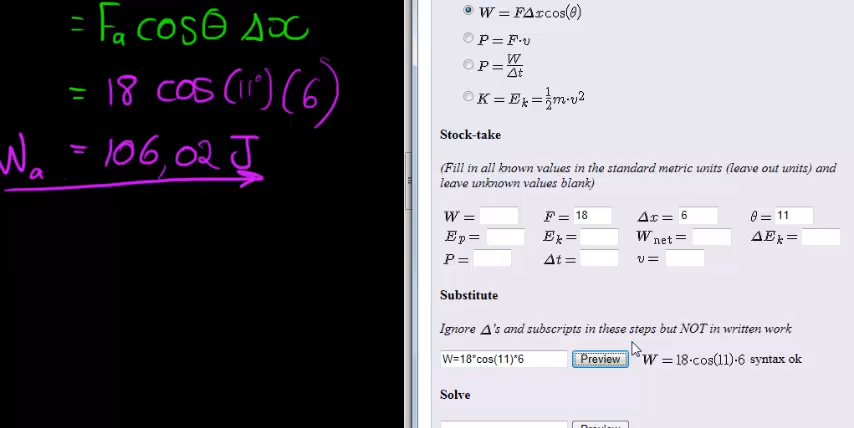 = Fa cosθ Δx
= 18 cos(11°)(6)
Wa = 106,02 J
W = FΔxcos(θ)
P = F·v
P = W/Δt
K = Ek = 1/2 m·v2
Stock-take
(Fill in all known values in the standard metric units (leave out units) and
leave unknown values blank)
W = F = 18 Δx = 6 θ = 11
Ep = Ek = Wnet = ΔEk =
P = Δt = v =
Substitute
Ignore Δ's and subscripts in these steps but NOT in written work
W=18*cos(11)*6 Preview W = 18·cos(11)·6 syntax ok
Solve
Preview